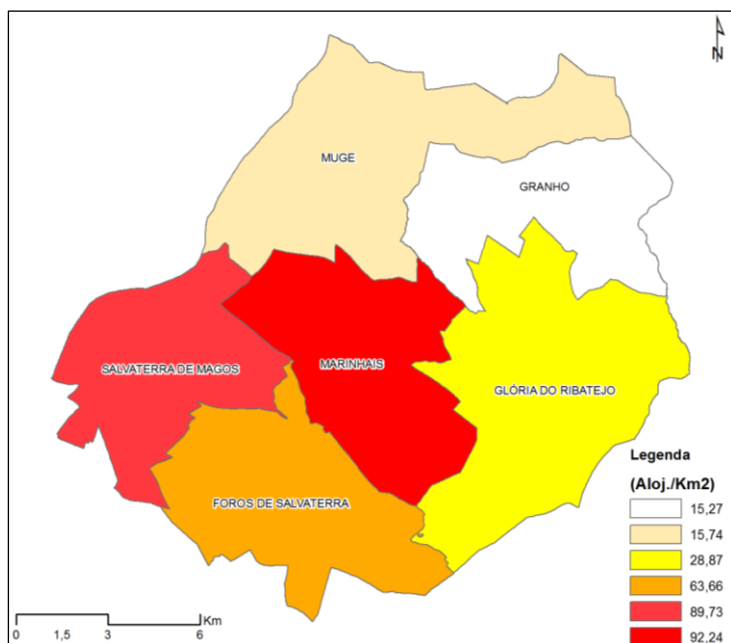 N
MUGE
GRANHO
SALVATERRA DE MAGOS
MARINHAIS
GLÓRIA DO RIBATEJO
FOROS DE SALVATERRA
Legenda
(Aloj./Km2)
15,27
15,74
28,87
63,66
89,73
92,24
Km
0 1,5 3 6